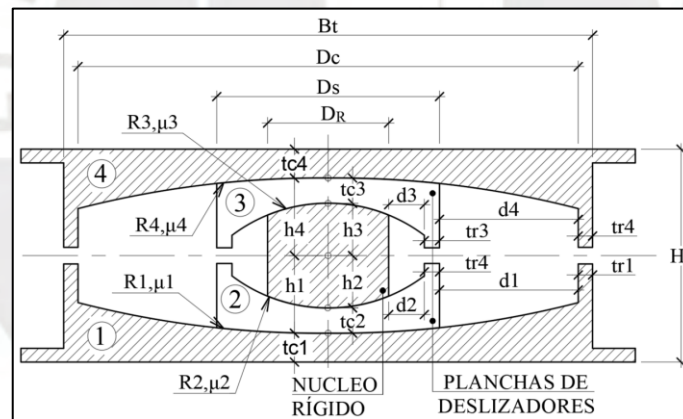 Bt
Dc
Ds
DR
R3,μ3
4
tc4
tc3
3
d3
d4
R4,μ4
h4
h3
tr3
tr4
H
R1,μ1
h1
h2
tr4
d1
tr1
2
d2
1
tc1
tc2
R2,μ2
NUCLEO
RÍGIDO
PLANCHAS DE
DESLIZADORES